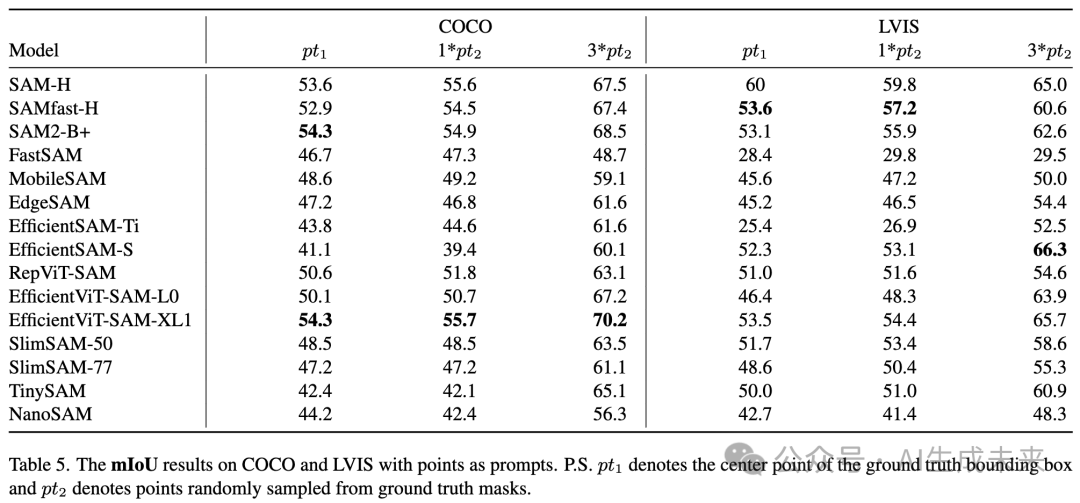 COCO LVIS
Model pt₁ 1*pt₂ 3*pt₂ pt₁ 1*pt₂ 3*pt₂
SAM-H 53.6 55.6 67.5 60 59.8 65.0
SAMfast-H 52.9 54.5 67.4 53.6 57.2 60.6
SAM2-B+ 54.3 54.9 68.5 53.1 55.9 62.6
FastSAM 46.7 47.3 48.7 28.4 29.8 29.5
MobileSAM 48.6 49.2 59.1 45.6 47.2 50.0
EdgeSAM 47.2 46.8 61.6 45.2 46.5 54.4
EfficientSAM-Ti 43.8 44.6 61.6 25.4 26.9 52.5
EfficientSAM-S 41.1 39.4 60.1 52.3 53.1 66.3
RepViT-SAM 50.6 51.8 63.1 51.0 51.6 54.6
EfficientViT-SAM-L0 50.1 50.7 67.2 46.4 48.3 63.9
EfficientViT-SAM-XL1 54.3 55.7 70.2 53.5 54.4 65.7
SlimSAM-50 48.5 48.5 63.5 51.7 53.4 58.6
SlimSAM-77 47.2 47.2 61.1 48.6 50.4 55.3
TinySAM 42.4 42.1 65.1 50.0 51.0 60.9
NanoSAM 44.2 42.4 56.3 42.7 41.4 48.3
Table 5. The mIoU results on COCO and LVIS with points as prompts. P.S. pt₁ denotes the center point of the ground truth bounding box
and pt₂ denotes points randomly sampled from ground truth masks.
公众号 · AI生成未来